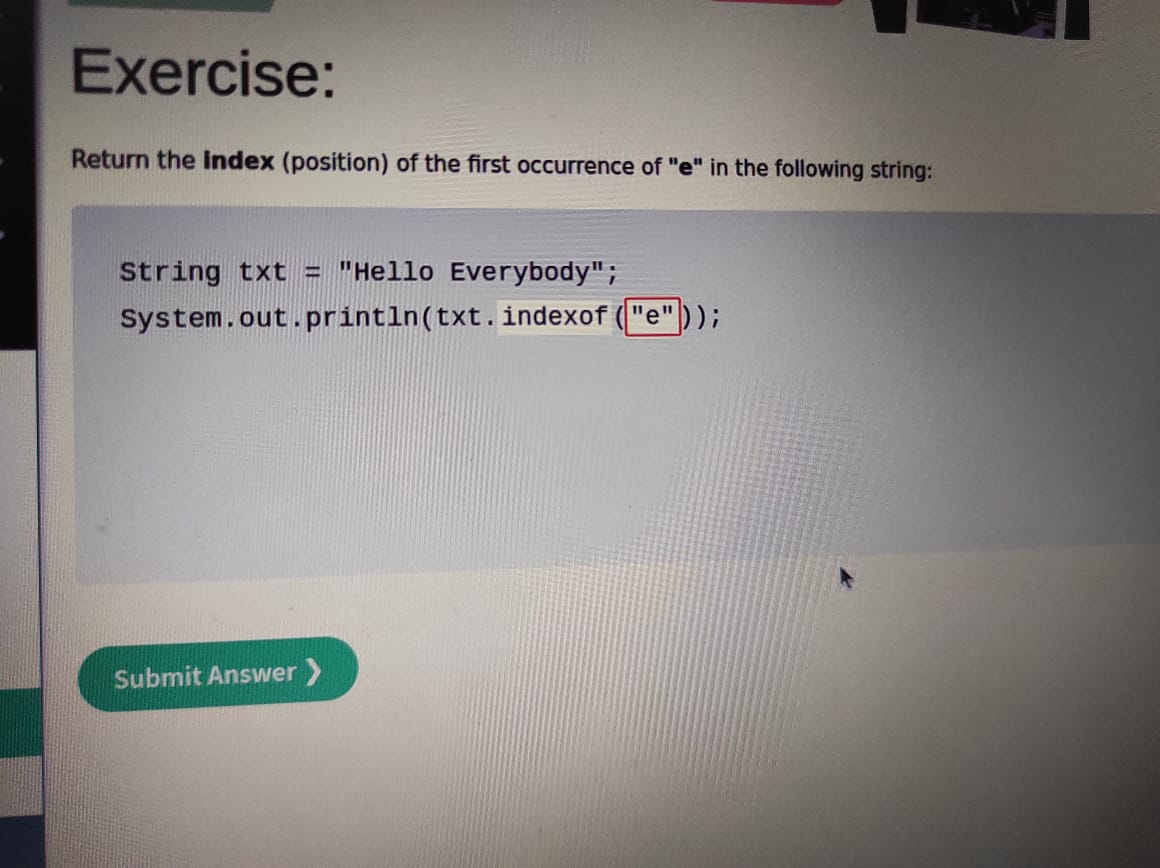 Exercise:
Return the index (position) of the first occurrence of "e" in the following string:
String txt = "Hello Everybody";
System.out.println(txt.indexof("e"));
Submit Answer ❯